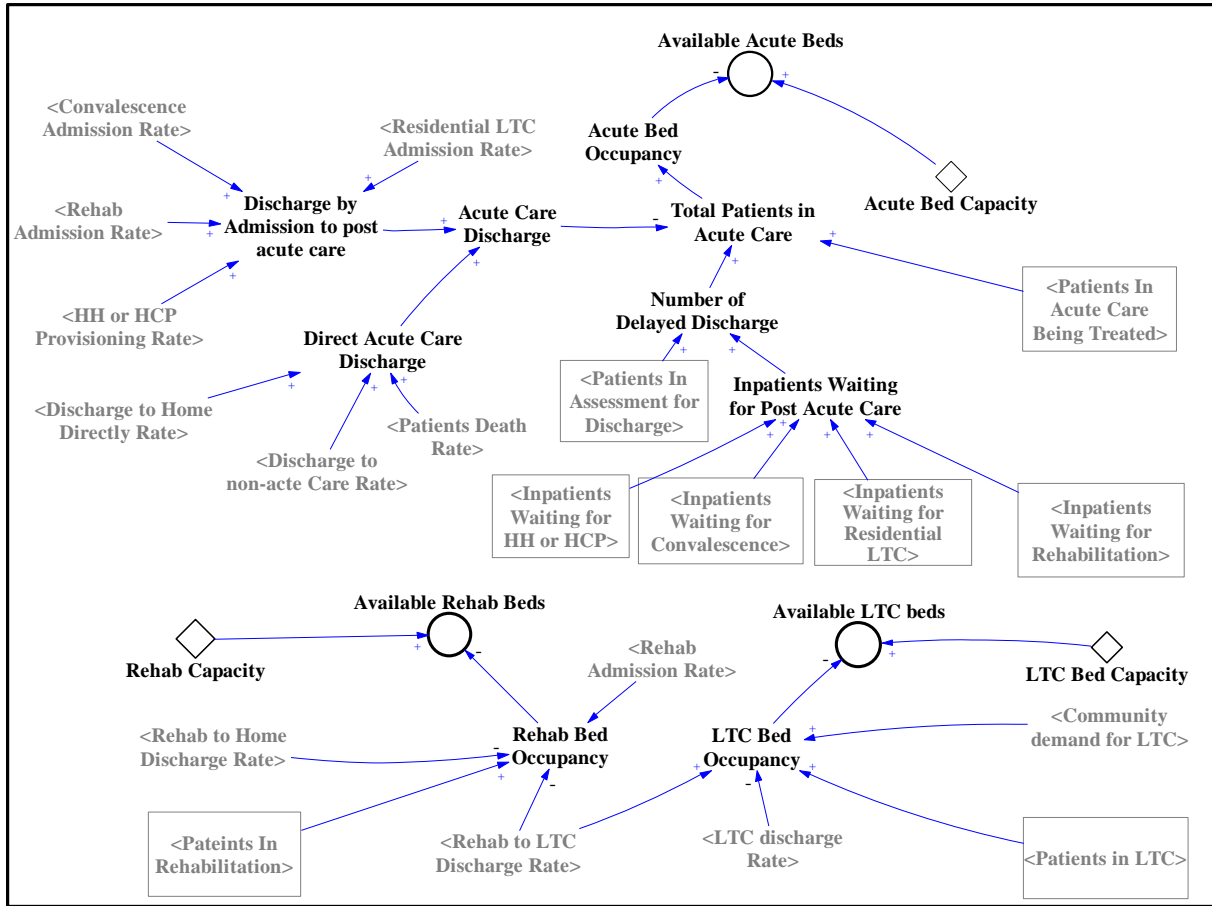 Available Acute Beds
<Convalescence
Admission Rate>
<Residential LTC
Admission Rate>
Acute Bed
Occupancy
Acute Bed Capacity
<Rehab
Admission Rate>
Discharge by
Admission to post
acute care
Acute Care
Discharge
Total Patients in
Acute Care
<HH or HCP
Provisioning Rate>
Number of
Delayed Discharge
<Patients In
Acute Care
Being Treated>
Direct Acute Care
Discharge
<Patients In
Assessment for
Discharge>
Inpatients Waiting
for Post Acute Care
<Discharge to Home
Directly Rate>
<Patients Death
Rate>
<Discharge to
non-acte Care Rate>
<Inpatients
Waiting for
HH or HCP>
<Inpatients
Waiting for
Convalescence>
<Inpatients
Waiting for
Residential
LTC>
<Inpatients
Waiting for
Rehabilitation>
Available Rehab Beds
Available LTC beds
Rehab Capacity
<Rehab
Admission Rate>
LTC Bed Capacity
<Rehab to Home
Discharge Rate>
Rehab Bed
Occupancy
LTC Bed
Occupancy
<Community
demand for LTC>
<Pateints In
Rehabilitation>
<Rehab to LTC
Discharge Rate>
<LTC discharge
Rate>
<Patients in LTC>